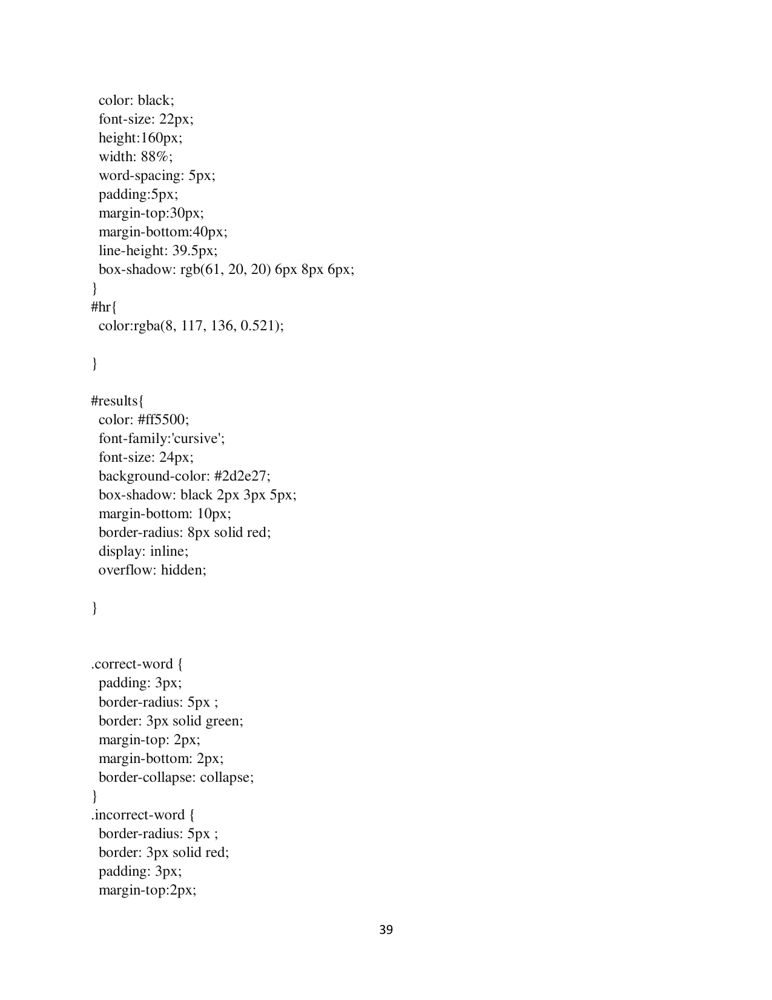 color: black;
font-size: 22px;
height:160px;
width: 88%;
word-spacing: 5px;
padding:5px;
margin-top:30px;
margin-bottom:40px;
line-height: 39.5px;
box-shadow: rgb(61, 20, 20) 6px 8px 6px;
}
#hr{
color:rgba(8, 117, 136, 0.521);
}
#results{
color: #ff5500;
font-family:'cursive';
font-size: 24px;
background-color: #2d2e27;
box-shadow: black 2px 3px 5px;
margin-bottom: 10px;
border-radius: 8px solid red;
display: inline;
overflow: hidden;
}
.correct-word {
padding: 3px;
border-radius: 5px ;
border: 3px solid green;
margin-top: 2px;
margin-bottom: 2px;
border-collapse: collapse;
}
.incorrect-word {
border-radius: 5px ;
border: 3px solid red;
padding: 3px;
margin-top:2px;
39